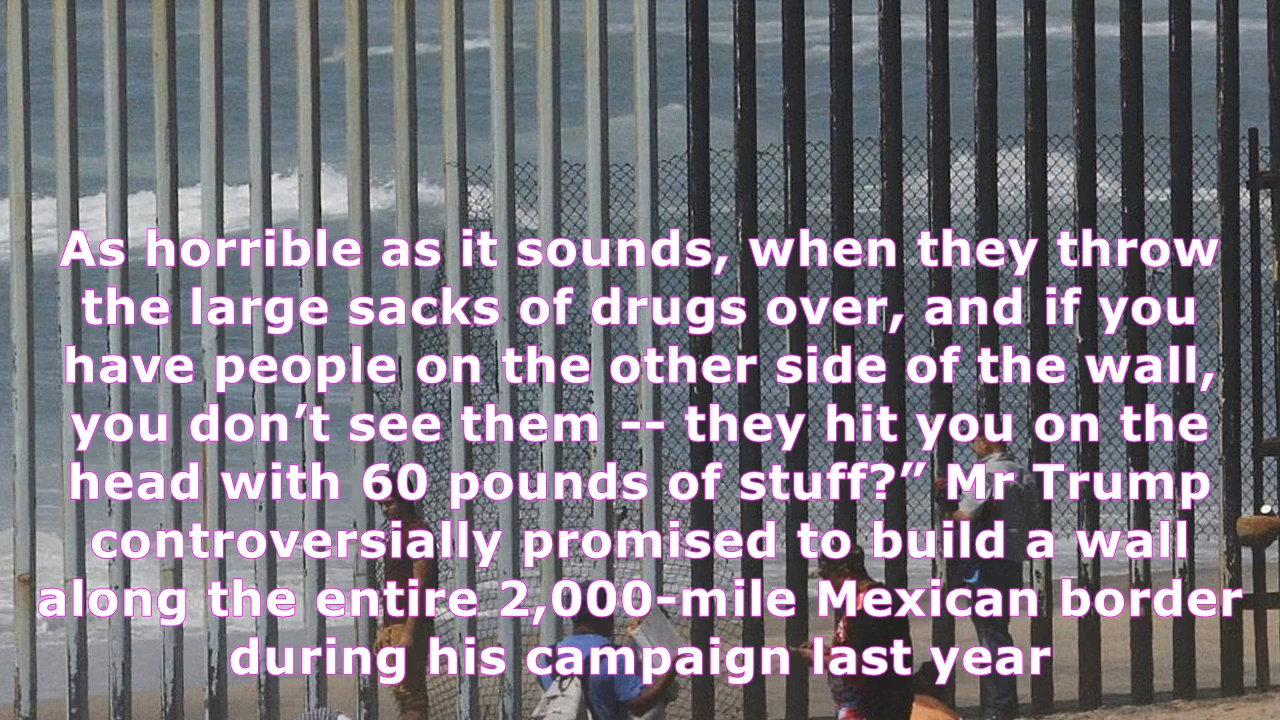 As horrible as it sounds, when they throw
the large sacks of drugs over, and if you
have people on the other side of the wall,
you don’t see them -- they hit you on the
head with 60 pounds of stuff?” Mr Trump
controversially promised to build a wall
along the entire 2,000-mile Mexican border
during his campaign last year